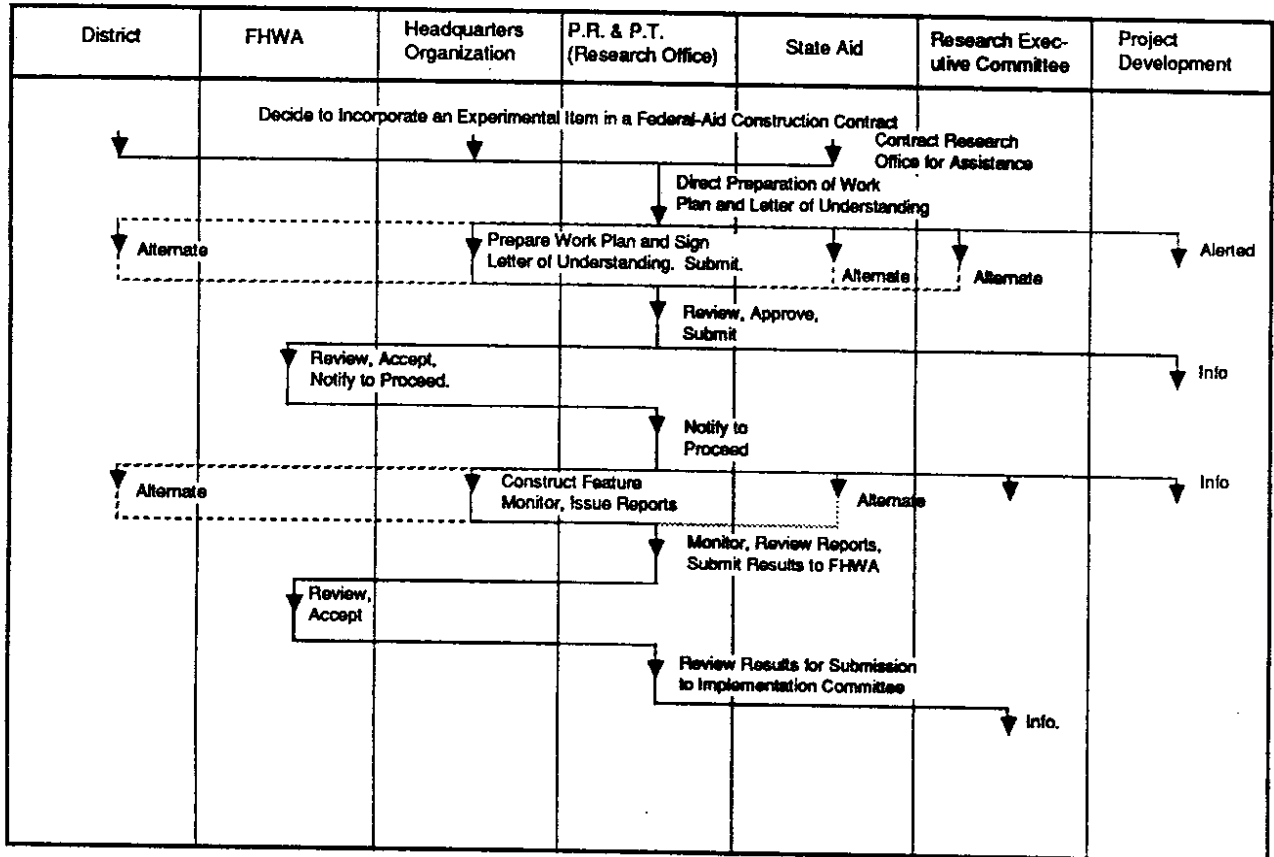 District
FHWA
Headquarters
Organization
P.R. & P.T.
(Research Office)
State Aid
Research Exec-
utive Committee
Project
Development
Decide to Incorporate an Experimental Item in a Federal-Aid Construction Contract
Contract Research
Office for Assistance
Direct Preparation of Work
Plan and Letter of Understanding
Alternate
Prepare Work Plan and Sign
Letter of Understanding. Submit.
Alternate
Alternate
Alerted
Review, Approve,
Submit
Review, Accept,
Notify to Proceed.
Info
Notify to
Proceed
Alternate
Construct Feature
Monitor, Issue Reports
Alternate
Info
Monitor, Review Reports,
Submit Results to FHWA
Review,
Accept
Review Results for Submission
to Implementation Committee
Info.